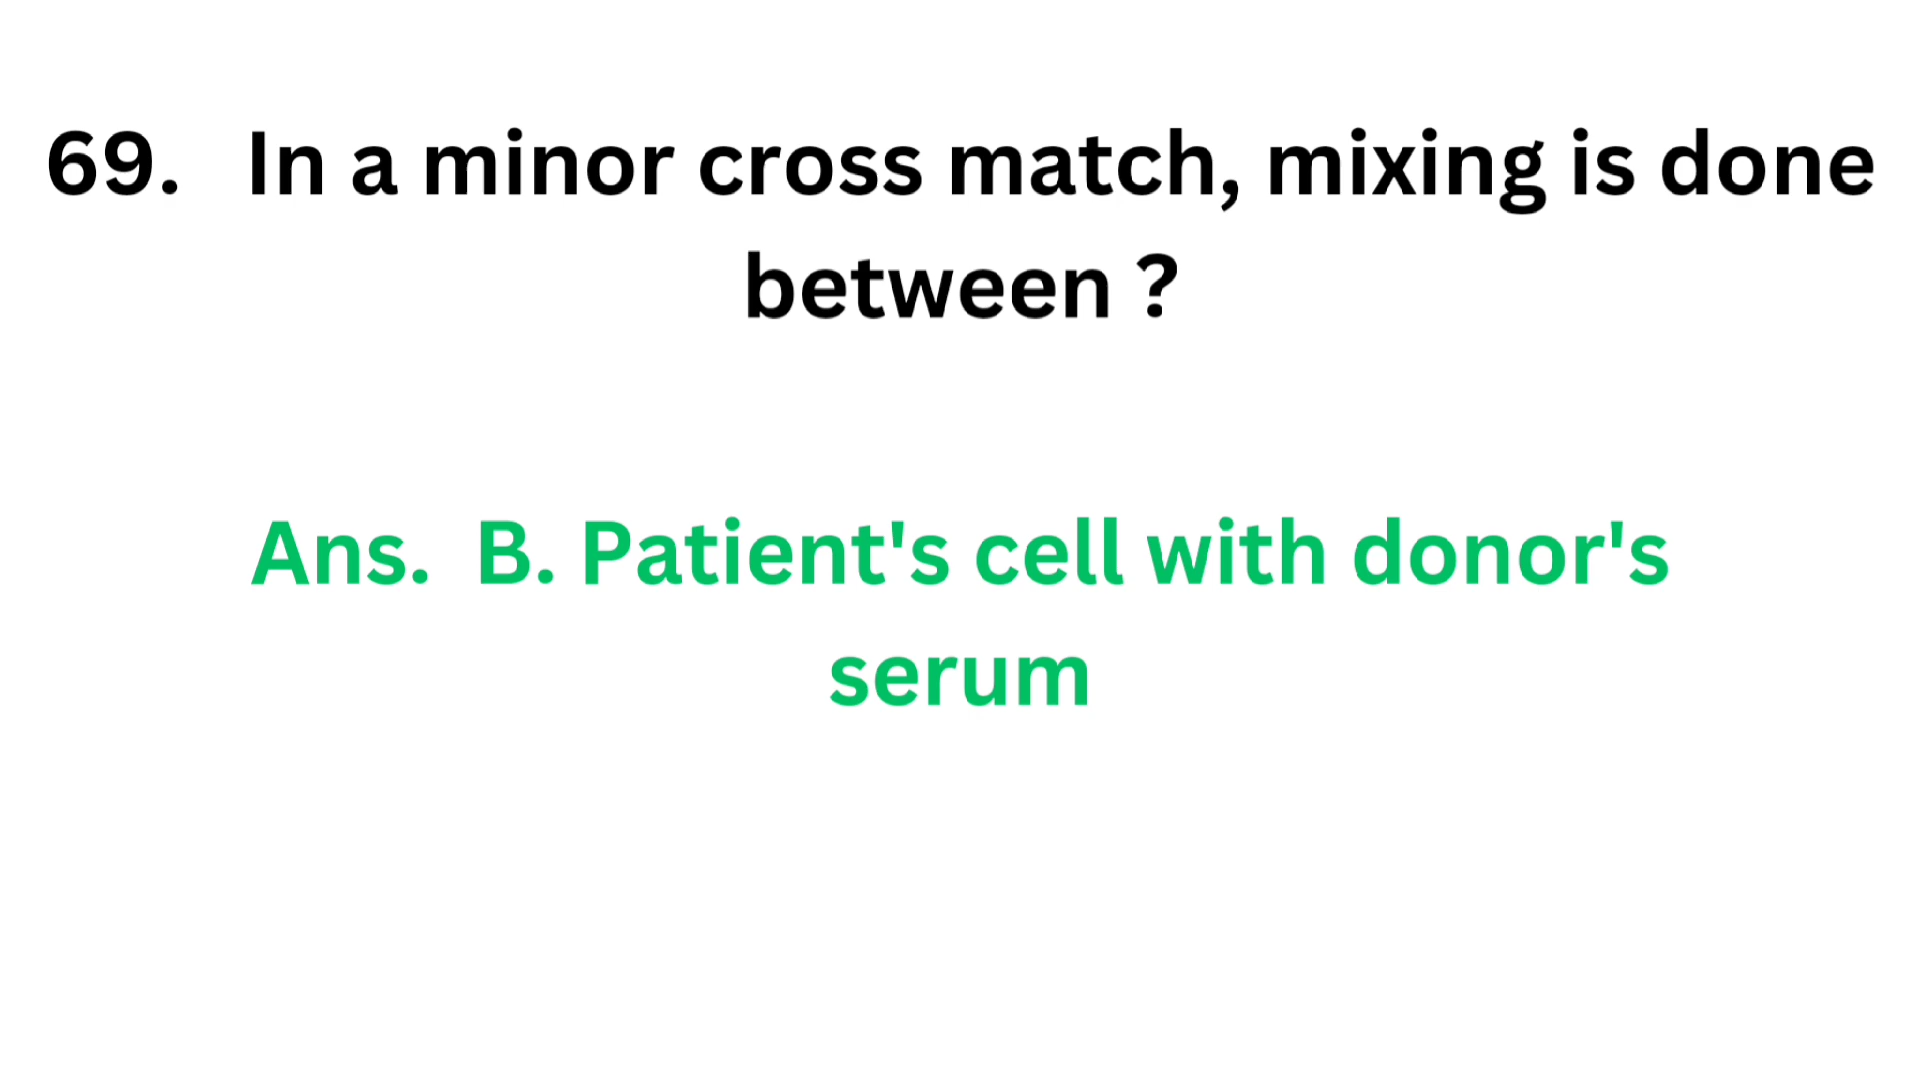 69. In a minor cross match, mixing is done
between ?
Ans. B. Patient's cell with donor's
serum